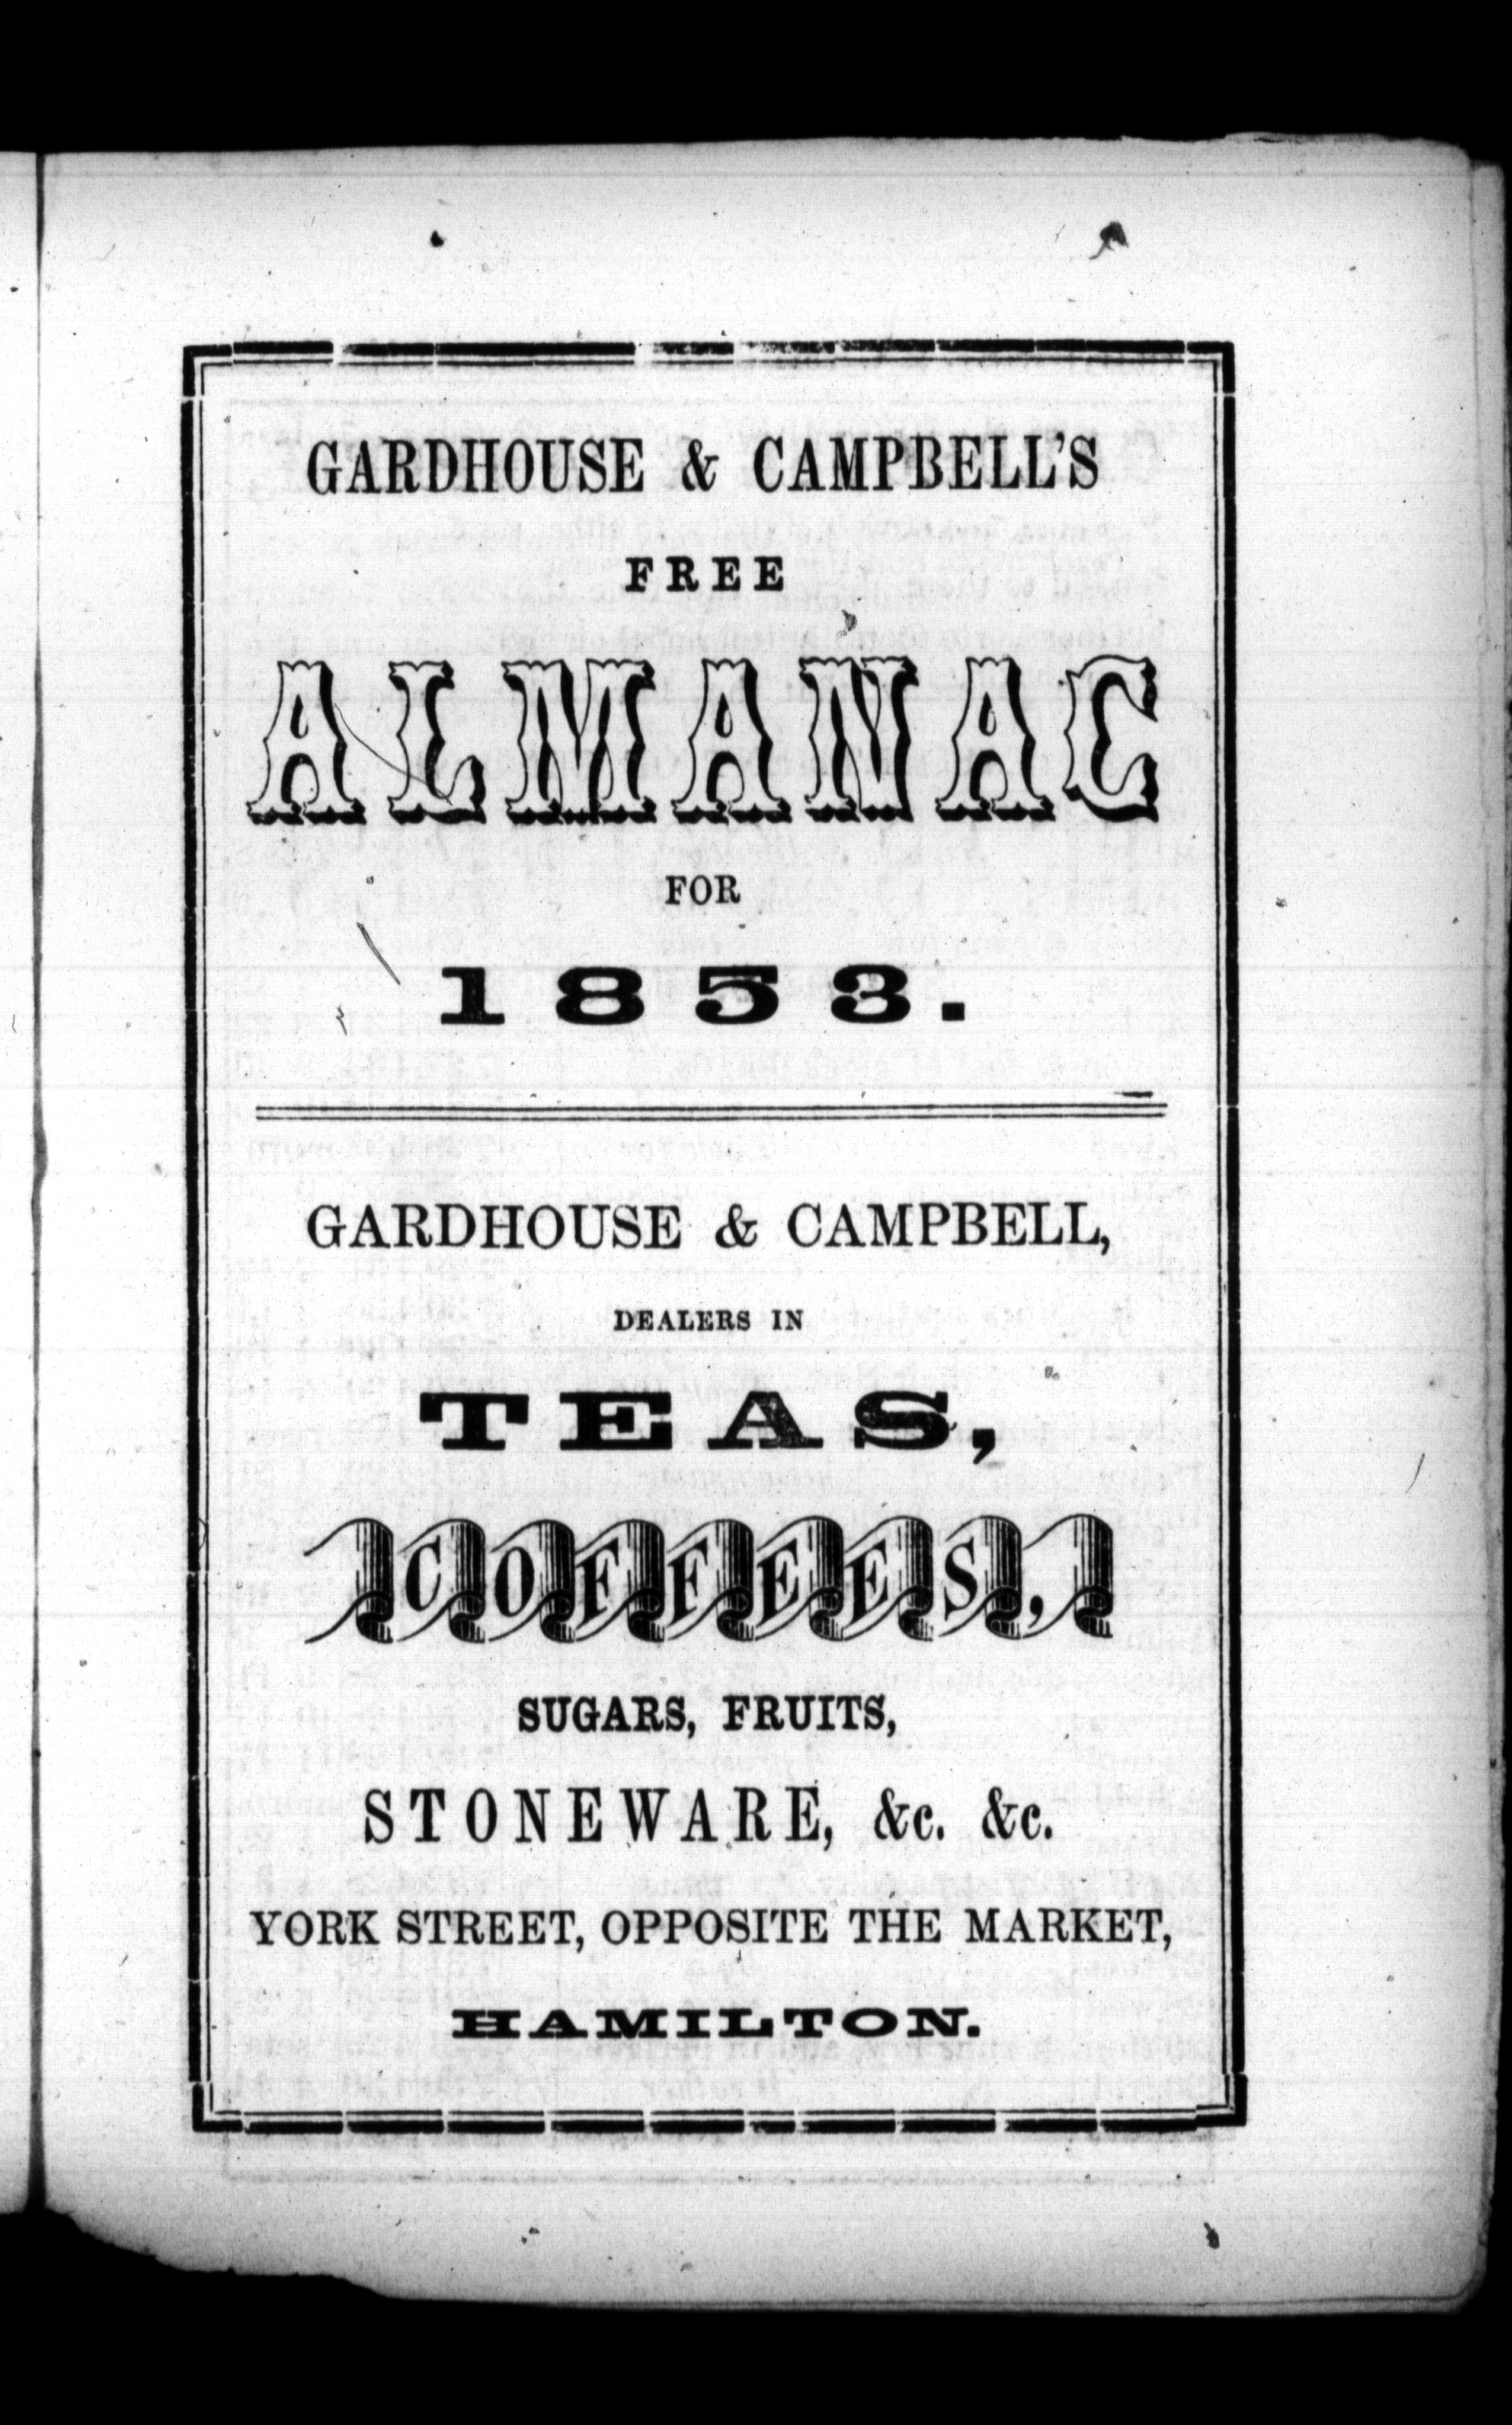 GARDHOUSE & CAMPBELL'S
FREE
ALMANAC
FOR
1853.
GARDHOUSE & CAMPBELL,
DEALERS IN
TEAS,
COFFEES,
SUGARS, FRUITS,
STONEWARE, &c. &c.
YORK STREET, OPPOSITE THE MARKET,
HAMILTON.